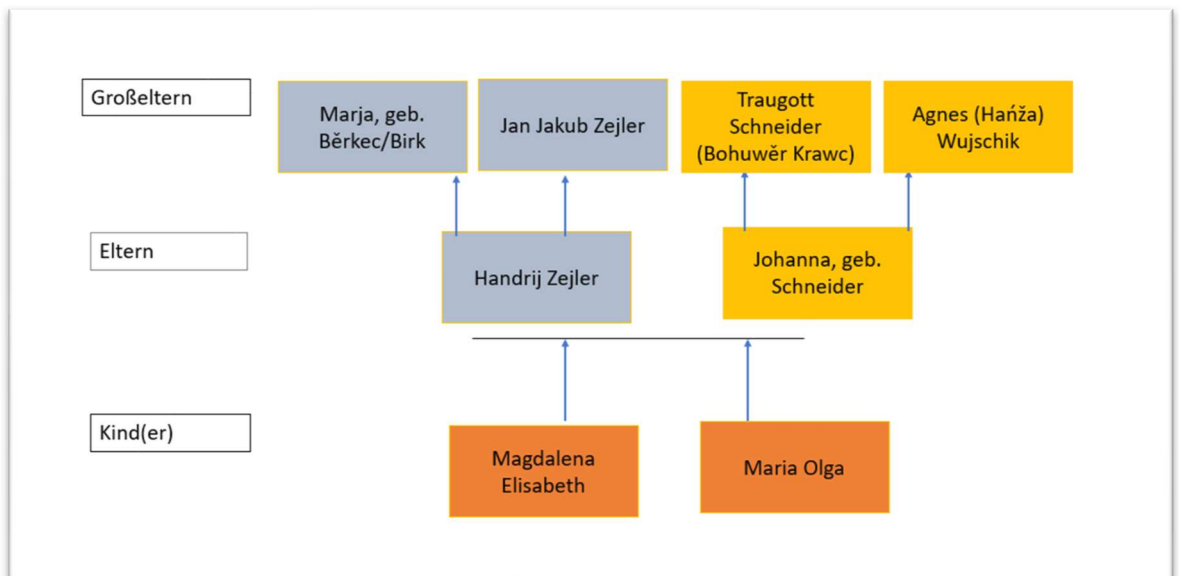 Großeltern
Marja, geb.
Běrkec/Birk
Jan Jakub Zejler
Traugott
Schneider
(Bohuwěr Krawc)
Agnes (Hańža)
Wujschik
Eltern
Handrij Zejler
Johanna, geb.
Schneider
Kind(er)
Magdalena
Elisabeth
Maria Olga